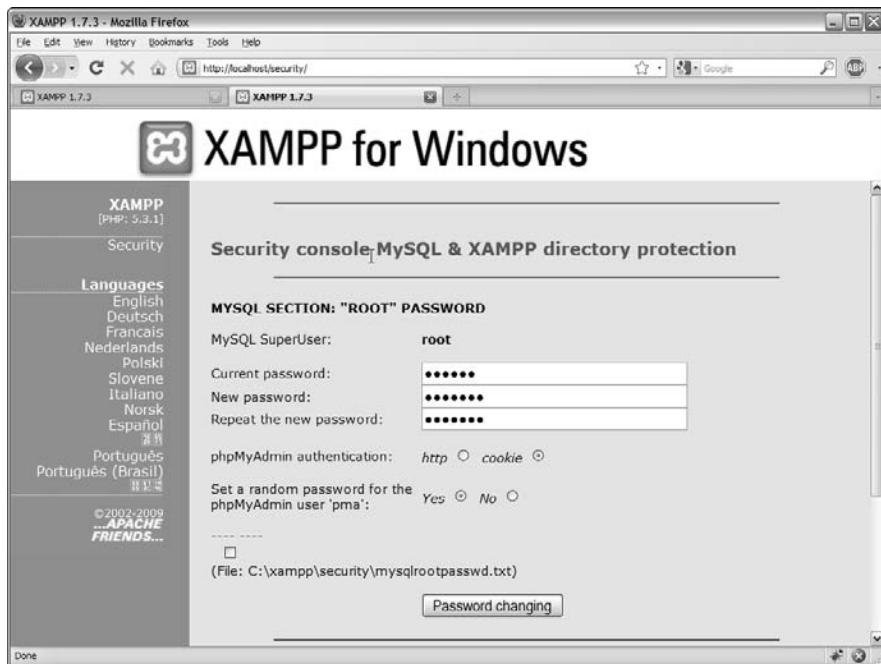 XAMPP 1.7.3 - Mozilla Firefox
File Edit View History Bookmarks Tools Help
http://localhost/security/
Google
ABP
XAMPP 1.7.3
XAMPP 1.7.3
XAMPP for Windows
XAMPP
[PHP: 5.3.1]
Security
Languages
English
Deutsch
Francais
Nederlands
Polski
Slovene
Italiano
Norsk
Español
Português
Português (Brasil)
©2002-2009
...APACHE
FRIENDS...
Security console MySQL & XAMPP directory protection
MYSQL SECTION: "ROOT" PASSWORD
MySQL SuperUser: root
Current password: ••••••
New password: •••••••
Repeat the new password: •••••••
phpMyAdmin authentication: http cookie
Set a random password for the
phpMyAdmin user 'pma': Yes No
---- ----
(File: C:\xampp\security\mysqlrootpasswd.txt)
Password changing
Done